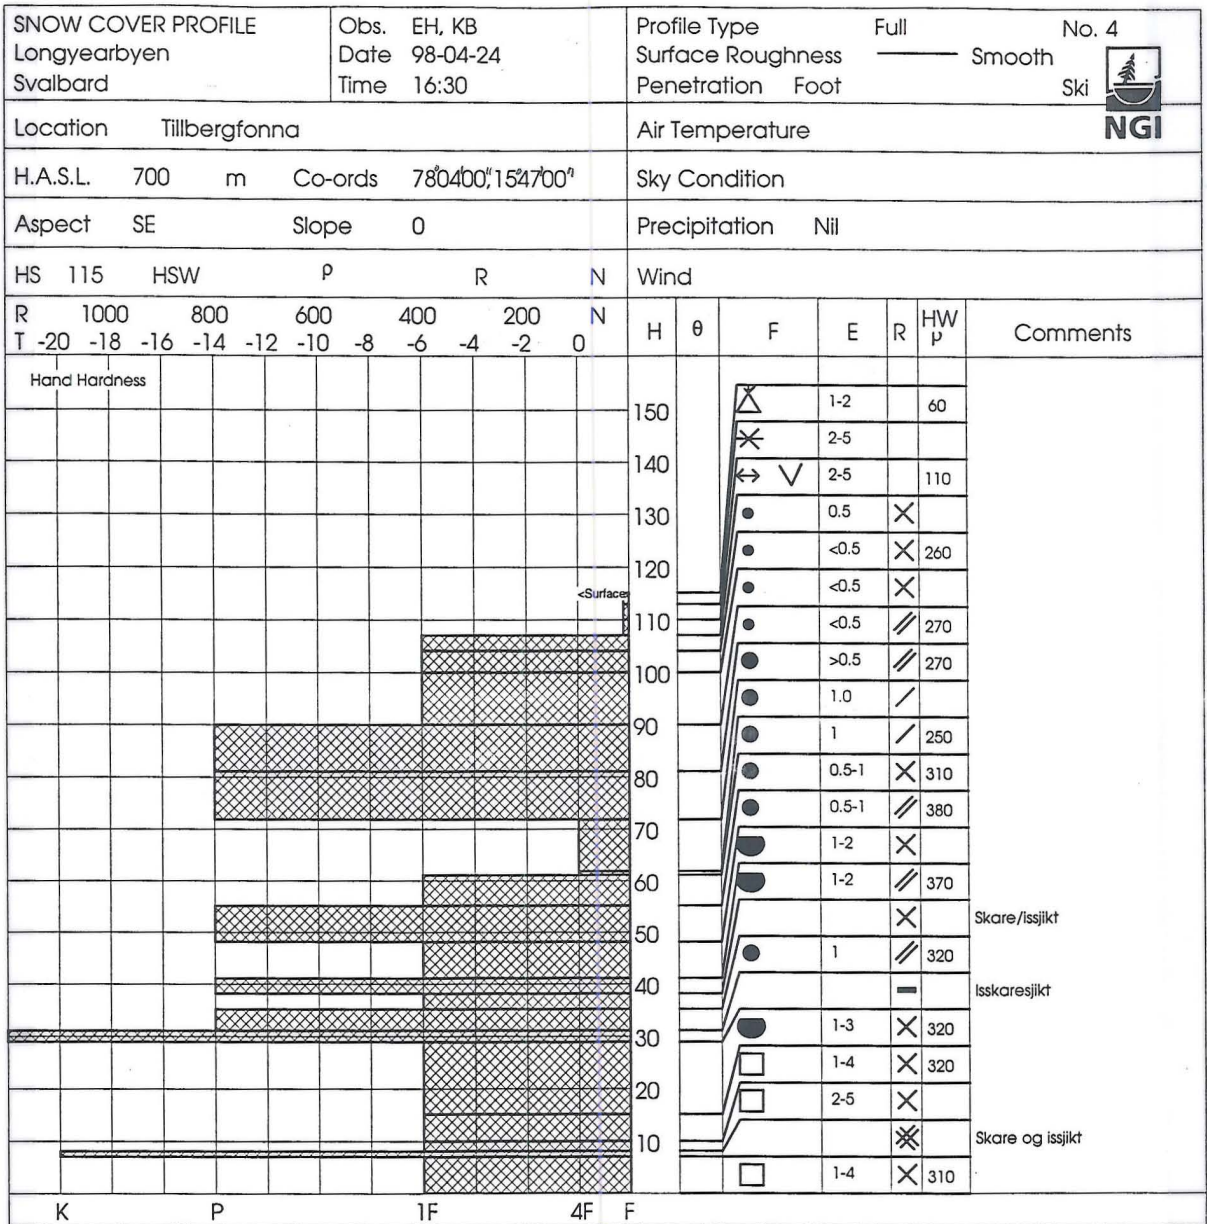 SNOW COVER PROFILE Obs. EH, KB Profile Type Full No. 4
Longyearbyen Date 98-04-24 Surface Roughness Smooth
Svalbard Time 16:30 Penetration Foot Ski
NGI
Location Tillbergfonna Air Temperature
H.A.S.L. 700 m Co-ords 78°04'00",15°47'00" Sky Condition
Aspect SE Slope 0 Precipitation Nil
HS 115 HSW ρ R N Wind
R 1000 800 600 400 200 N
T -20 -18 -16 -14 -12 -10 -8 -6 -4 -2 0
H θ F E R HW ρ Comments
Hand Hardness
1-2 60
150
2-5
140
2-5 110
130 0.5
<0.5 260
120
<Surface <0.5
110 <0.5 270
100 >0.5 270
1.0
90
1 250
80 0.5-1 310
0.5-1 380
70
1-2
60 1-2 370
Skare/issjikt
50
1 320
40
Isskaresjikt
30 1-3 320
1-4 320
20
2-5
10 Skare og issjikt
1-4 310
K P 1F 4F F